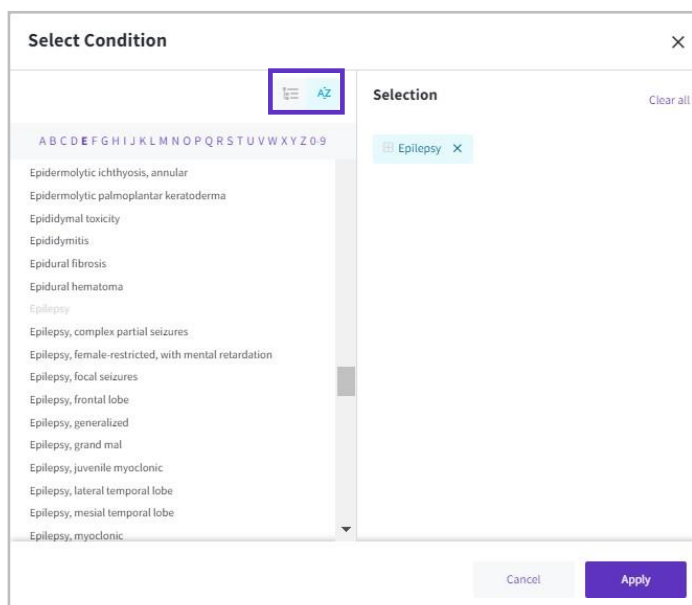 Select Condition
AZ
Selection
Clear all
A B C D E F G H I J K L M N O P Q R S T U V W X Y Z 0-9
Epilepsy
Epidermolytic ichthyosis, annular
Epidermolytic palmoplantar keratoderma
Epididymal toxicity
Epididymitis
Epidural fibrosis
Epidural hematoma
Epilepsy
Epilepsy, complex partial seizures
Epilepsy, female-restricted, with mental retardation
Epilepsy, focal seizures
Epilepsy, frontal lobe
Epilepsy, generalized
Epilepsy, grand mal
Epilepsy, juvenile myoclonic
Epilepsy, lateral temporal lobe
Epilepsy, mesial temporal lobe
Epilepsy, myoclonic
Cancel
Apply